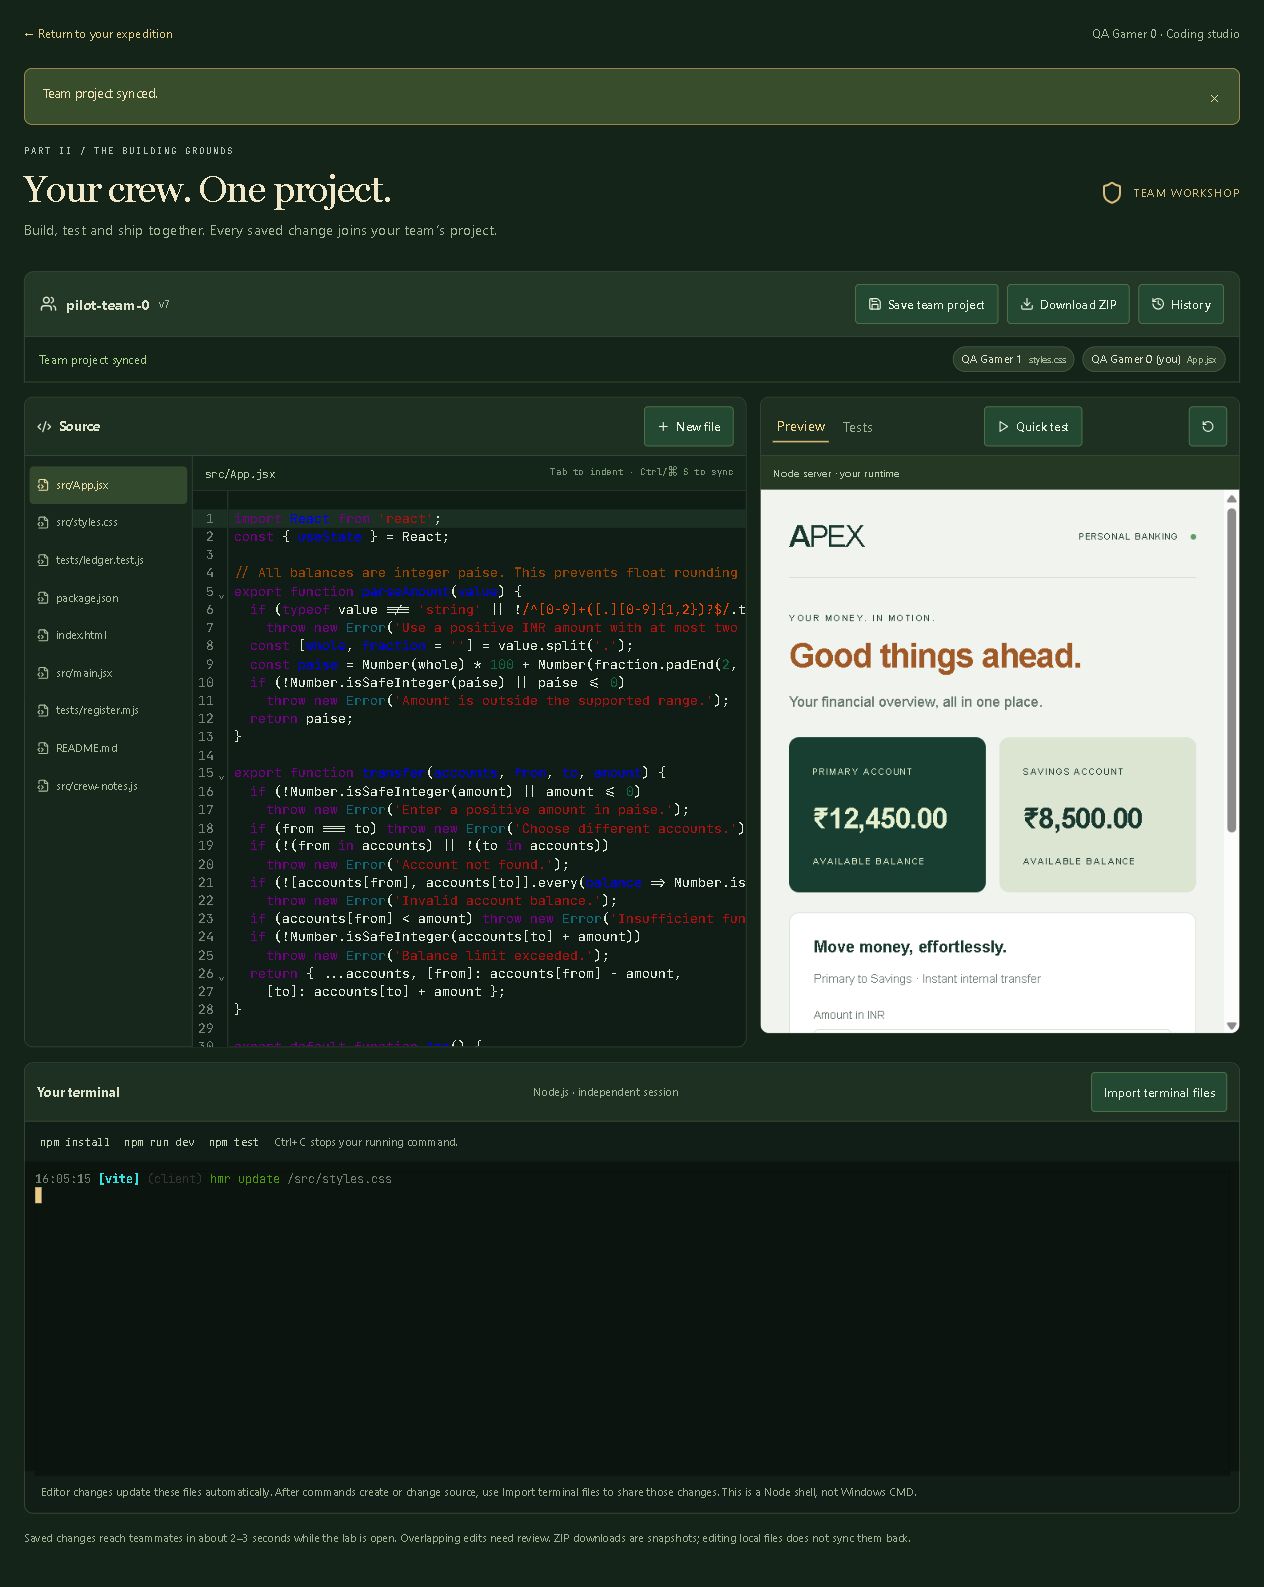 ← Return to your expedition
QA Gamer 0 · Coding studio
Team project synced.
×
PART II / THE BUILDING GROUNDS
Your crew. One project.
TEAM WORKSHOP
Build, test and ship together. Every saved change joins your team's project.
pilot-team-0 v7
Save team project
Download ZIP
History
Team project synced
QA Gamer 1 styles.css
QA Gamer 0 (you) App.jsx
Source
+ New file
src/App.jsx
src/styles.css
tests/ledger.test.js
package.json
index.html
src/main.jsx
tests/register.mjs
README.md
src/crew-notes.js
src/App.jsx
Tab to indent · Ctrl/⌘ S to sync
1 import React from 'react';
2 const { useState } = React;
3
4 // All balances are integer paise. This prevents float rounding
5 export function parseAmount(value) {
6 if (typeof value !== 'string' || !/^[0-9]+([.][0-9]{1,2})?$/.t
7 throw new Error('Use a positive INR amount with at most two
8 const [whole, fraction = ''] = value.split('.');
9 const paise = Number(whole) * 100 + Number(fraction.padEnd(2,
10 if (!Number.isSafeInteger(paise) || paise <= 0)
11 throw new Error('Amount is outside the supported range.');
12 return paise;
13 }
14
15 export function transfer(accounts, from, to, amount) {
16 if (!Number.isSafeInteger(amount) || amount <= 0)
17 throw new Error('Enter a positive amount in paise.');
18 if (from === to) throw new Error('Choose different accounts.')
19 if (!(from in accounts) || !(to in accounts))
20 throw new Error('Account not found.');
21 if (![accounts[from], accounts[to]].every(balance => Number.is
22 throw new Error('Invalid account balance.');
23 if (accounts[from] < amount) throw new Error('Insufficient fun
24 if (!Number.isSafeInteger(accounts[to] + amount))
25 throw new Error('Balance limit exceeded.');
26 return { ...accounts, [from]: accounts[from] - amount,
27 [to]: accounts[to] + amount };
28 }
29
30 export default function App() {
Preview
Tests
Quick test
Node server · your runtime
APEX
PERSONAL BANKING
YOUR MONEY. IN MOTION.
Good things ahead.
Your financial overview, all in one place.
PRIMARY ACCOUNT
₹12,450.00
AVAILABLE BALANCE
SAVINGS ACCOUNT
₹8,500.00
AVAILABLE BALANCE
Move money, effortlessly.
Primary to Savings · Instant internal transfer
Amount in INR
Your terminal
Node.js · independent session
Import terminal files
npm install npm run dev npm test Ctrl+C stops your running command.
16:05:15 [vite] (client) hmr update /src/styles.css
Editor changes update these files automatically. After commands create or change source, use Import terminal files to share those changes. This is a Node shell, not Windows CMD.
Saved changes reach teammates in about 2–3 seconds while the lab is open. Overlapping edits need review. ZIP downloads are snapshots; editing local files does not sync them back.